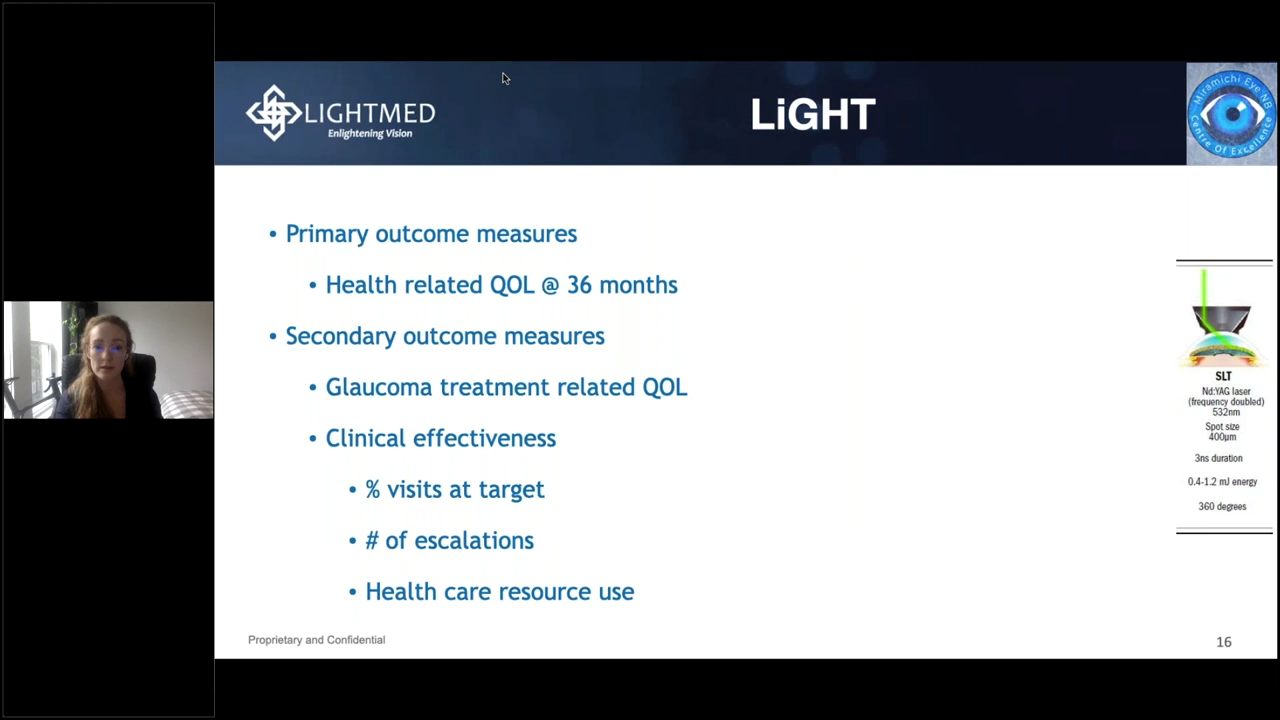 LIGHTMED
Enlightening Vision
LiGHT
Miramichi Eye NB
Centre Of Excellence
• Primary outcome measures
• Health related QOL @ 36 months
• Secondary outcome measures
• Glaucoma treatment related QOL
• Clinical effectiveness
• % visits at target
• # of escalations
• Health care resource use
SLT
Nd:YAG laser
(frequency doubled)
532nm
Spot size
400µm
3ns duration
0.4-1.2 mJ energy
360 degrees
Proprietary and Confidential
16